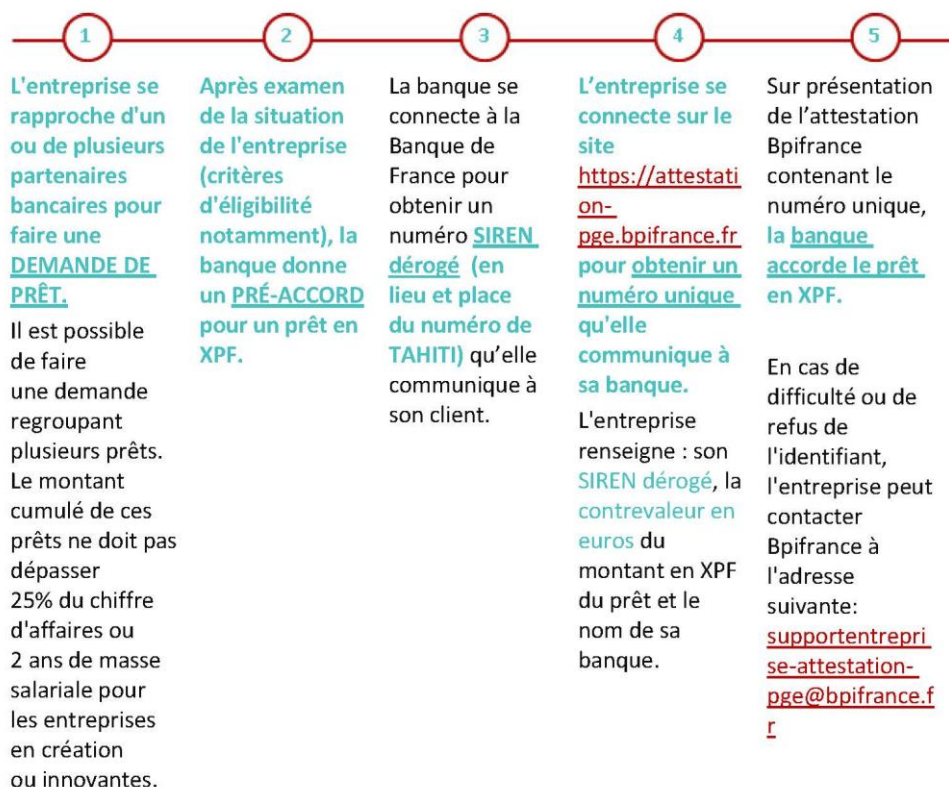 1
L'entreprise se
rapproche d'un
ou de plusieurs
partenaires
bancaires pour
faire une
DEMANDE DE
PRÊT.
Il est possible
de faire
une demande
regroupant
plusieurs prêts.
Le montant
cumulé de ces
prêts ne doit pas
dépasser
25% du chiffre
d'affaires ou
2 ans de masse
salariale pour
les entreprises
en création
ou innovantes.
2
Après examen
de la situation
de l'entreprise
(critères
d'éligibilité
notamment), la
banque donne
un PRÉ-ACCORD
pour un prêt en
XPF.
3
La banque se
connecte à la
Banque de
France pour
obtenir un
numéro SIREN
dérogé (en
lieu et place
du numéro de
TAHITI) qu'elle
communique à
son client.
4
L’entreprise se
connecte sur le
site
https://attestati
on-
pge.bpifrance.fr
pour obtenir un
numéro unique
qu'elle
communique à
sa banque.
L'entreprise
renseigne : son
SIREN dérogé, la
contrevaleur en
euros du
montant en XPF
du prêt et le
nom de sa
banque.
5
Sur présentation
de l’attestation
Bpifrance
contenant le
numéro unique,
la banque
accorde le prêt
en XPF.
En cas de
difficulté ou de
refus de
l'identifiant,
l'entreprise peut
contacter
Bpifrance à
l'adresse
suivante:
supportentrepri
se-attestation-
pge@bpifrance.f
r